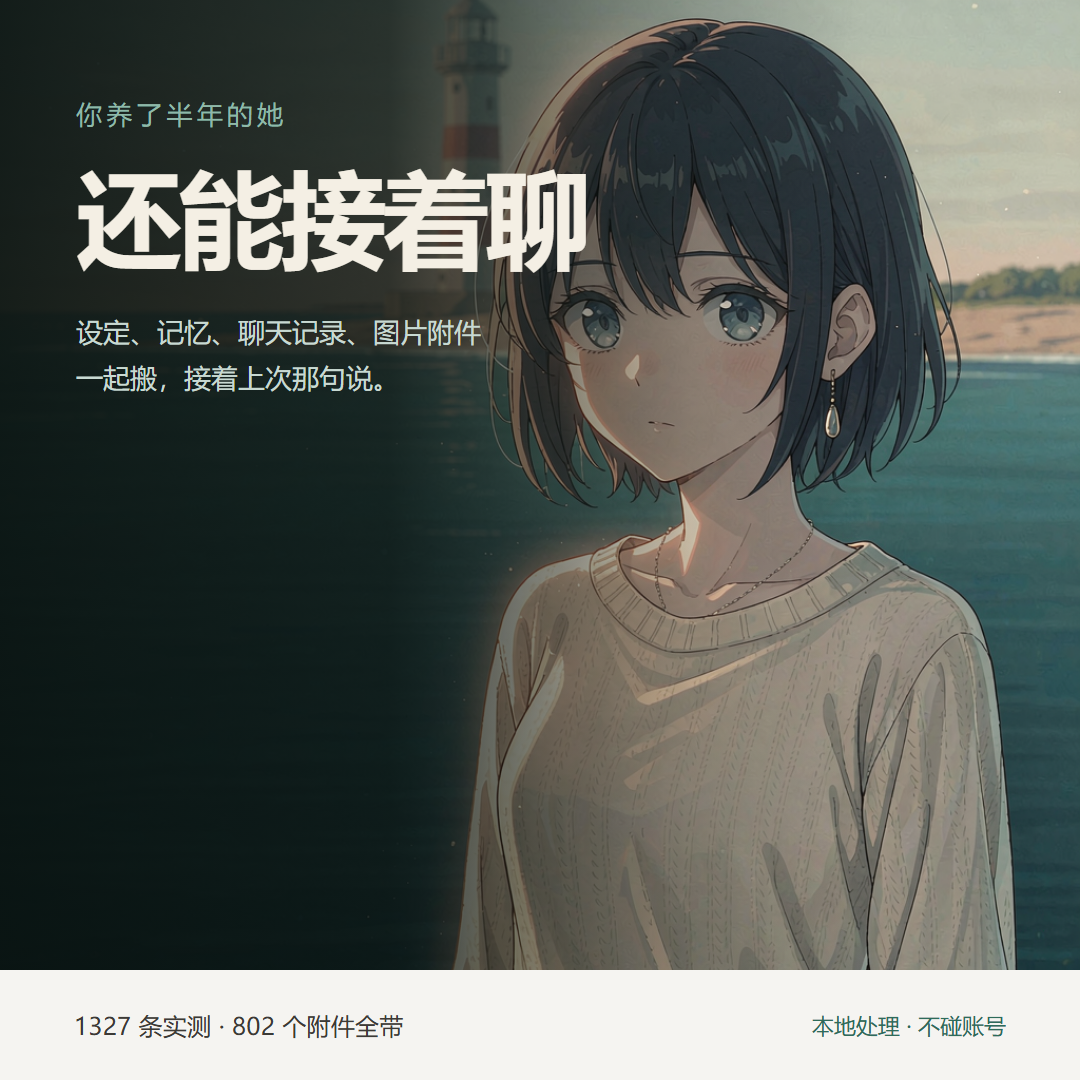 你养了半年的她
还能接着聊
设定、记忆、聊天记录、图片附件
一起搬，接着上次那句说。
1327 条实测 · 802 个附件全带
本地处理 · 不碰账号